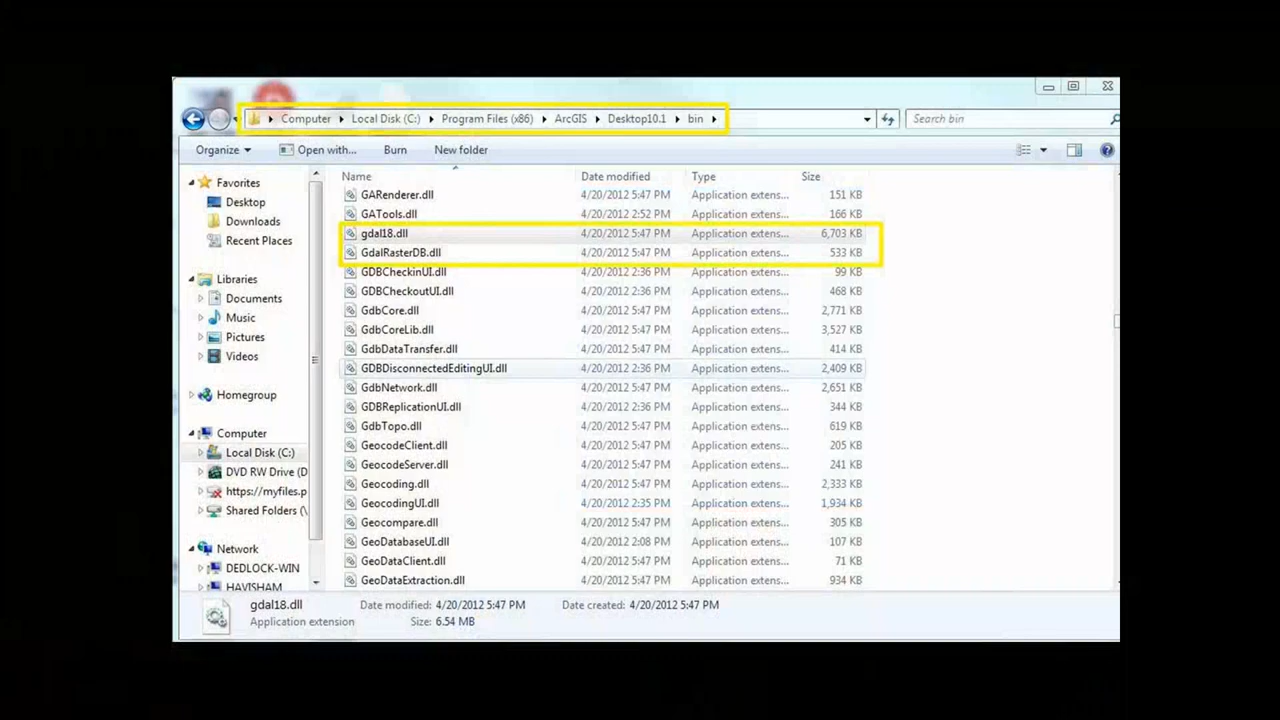 Computer Local Disk (C:) Program Files (x86) ArcGIS Desktop10.1 bin Search bin
Organize Open with... Burn New folder
Favorites
Desktop
Downloads
Recent Places
Libraries
Documents
Music
Pictures
Videos
Homegroup
Computer
Local Disk (C:)
DVD RW Drive (D
https://myfiles.p
Shared Folders (\
Network
DEDLOCK-WIN
HAVISHAM
Name Date modified Type Size
GARenderer.dll 4/20/2012 5:47 PM Application extens... 151 KB
GATools.dll 4/20/2012 2:52 PM Application extens... 166 KB
gdal18.dll 4/20/2012 5:47 PM Application extens... 6,703 KB
GdalRasterDB.dll 4/20/2012 5:47 PM Application extens... 533 KB
GDBCheckinUI.dll 4/20/2012 2:36 PM Application extens... 99 KB
GDBCheckoutUI.dll 4/20/2012 2:36 PM Application extens... 468 KB
GdbCore.dll 4/20/2012 5:47 PM Application extens... 2,771 KB
GdbCoreLib.dll 4/20/2012 5:47 PM Application extens... 3,527 KB
GdbDataTransfer.dll 4/20/2012 5:47 PM Application extens... 414 KB
GDBDisconnectedEditingUI.dll 4/20/2012 2:36 PM Application extens... 2,409 KB
GdbNetwork.dll 4/20/2012 5:47 PM Application extens... 2,651 KB
GDBReplicationUI.dll 4/20/2012 2:36 PM Application extens... 344 KB
GdbTopo.dll 4/20/2012 5:47 PM Application extens... 619 KB
GeocodeClient.dll 4/20/2012 5:47 PM Application extens... 205 KB
GeocodeServer.dll 4/20/2012 5:47 PM Application extens... 241 KB
Geocoding.dll 4/20/2012 5:47 PM Application extens... 2,333 KB
GeocodingUI.dll 4/20/2012 2:35 PM Application extens... 1,934 KB
Geocompare.dll 4/20/2012 5:47 PM Application extens... 305 KB
GeoDatabaseUI.dll 4/20/2012 2:08 PM Application extens... 107 KB
GeoDataClient.dll 4/20/2012 5:47 PM Application extens... 71 KB
GeoDataExtraction.dll 4/20/2012 5:47 PM Application extens... 934 KB
gdal18.dll Date modified: 4/20/2012 5:47 PM Date created: 4/20/2012 5:47 PM
Application extension Size: 6.54 MB